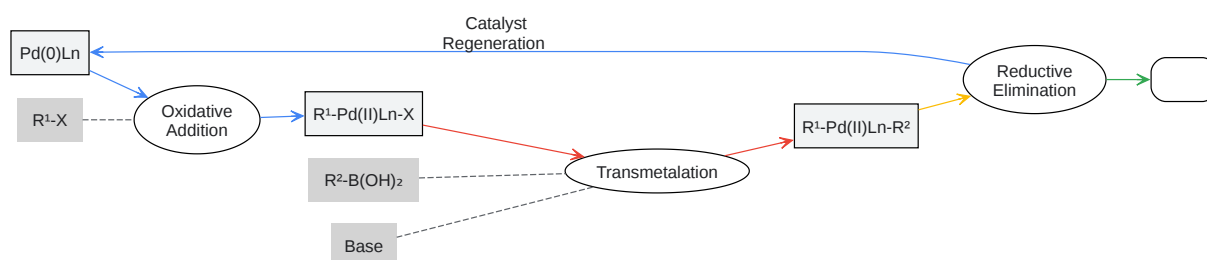 Catalyst
Regeneration
Pd(0)Ln
R¹-X
Oxidative
Addition
R¹-Pd(II)Ln-X
R²-B(OH)₂
Base
Transmetalation
R¹-Pd(II)Ln-R²
Reductive
Elimination